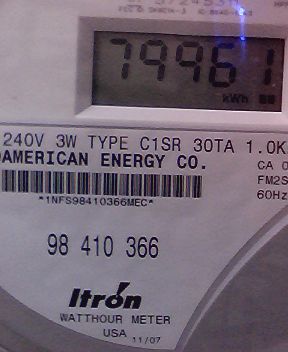 79961
kWh
240V 3W TYPE C1SR 30TA 1.0K
AMERICAN ENERGY CO.
CA 0
FM2S
60Hz
*1NFS98410366MEC*
98 410 366
Itron
WATTHOUR METER
USA 11/07